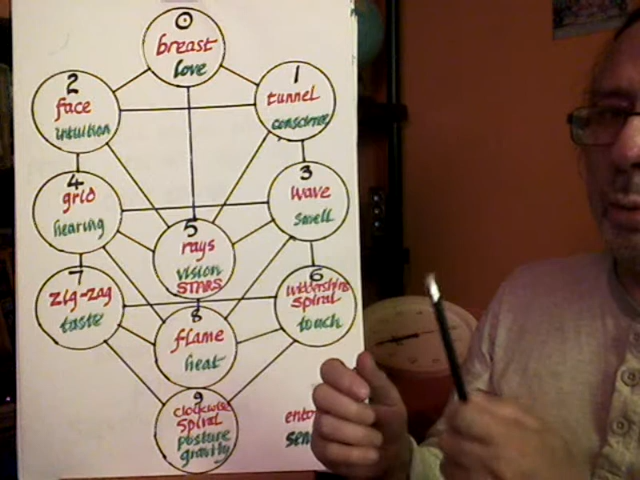 0
breast
love
1
tunnel
conscience
2
face
intuition
3
wave
smell
4
grid
hearing
5
rays
vision
STARS
6
widdershins
spiral
touch
7
zig-zag
taste
8
flame
heat
9
clockwise
spiral
posture
gravity